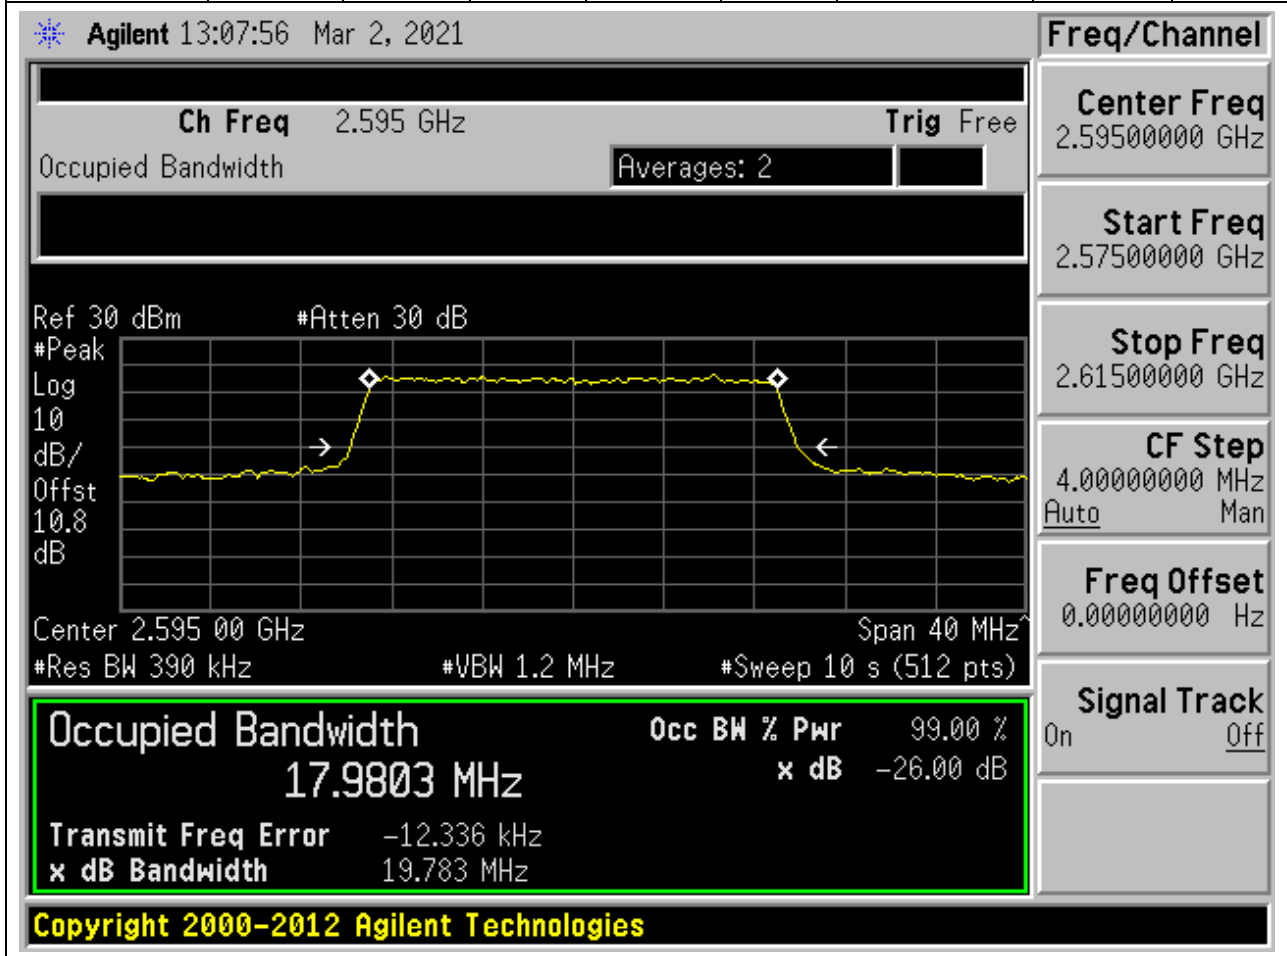 Agilent 13:07:56 Mar 2, 2021
Freq/Channel
Ch Freq 2.595 GHz Trig Free
Occupied Bandwidth Averages: 2
Center Freq
2.59500000 GHz
Start Freq
2.57500000 GHz
Stop Freq
2.61500000 GHz
CF Step
4.00000000 MHz
Auto Man
Freq Offset
0.00000000 Hz
Signal Track
On Off
Ref 30 dBm #Atten 30 dB
#Peak
Log
10
dB/
Offst
10.8
dB
Center 2.595 00 GHz Span 40 MHz^
#Res BW 390 kHz #VBW 1.2 MHz #Sweep 10 s (512 pts)
Occupied Bandwidth Occ BW % Pwr 99.00 %
17.9803 MHz x dB -26.00 dB
Transmit Freq Error -12.336 kHz
x dB Bandwidth 19.783 MHz
Copyright 2000-2012 Agilent Technologies